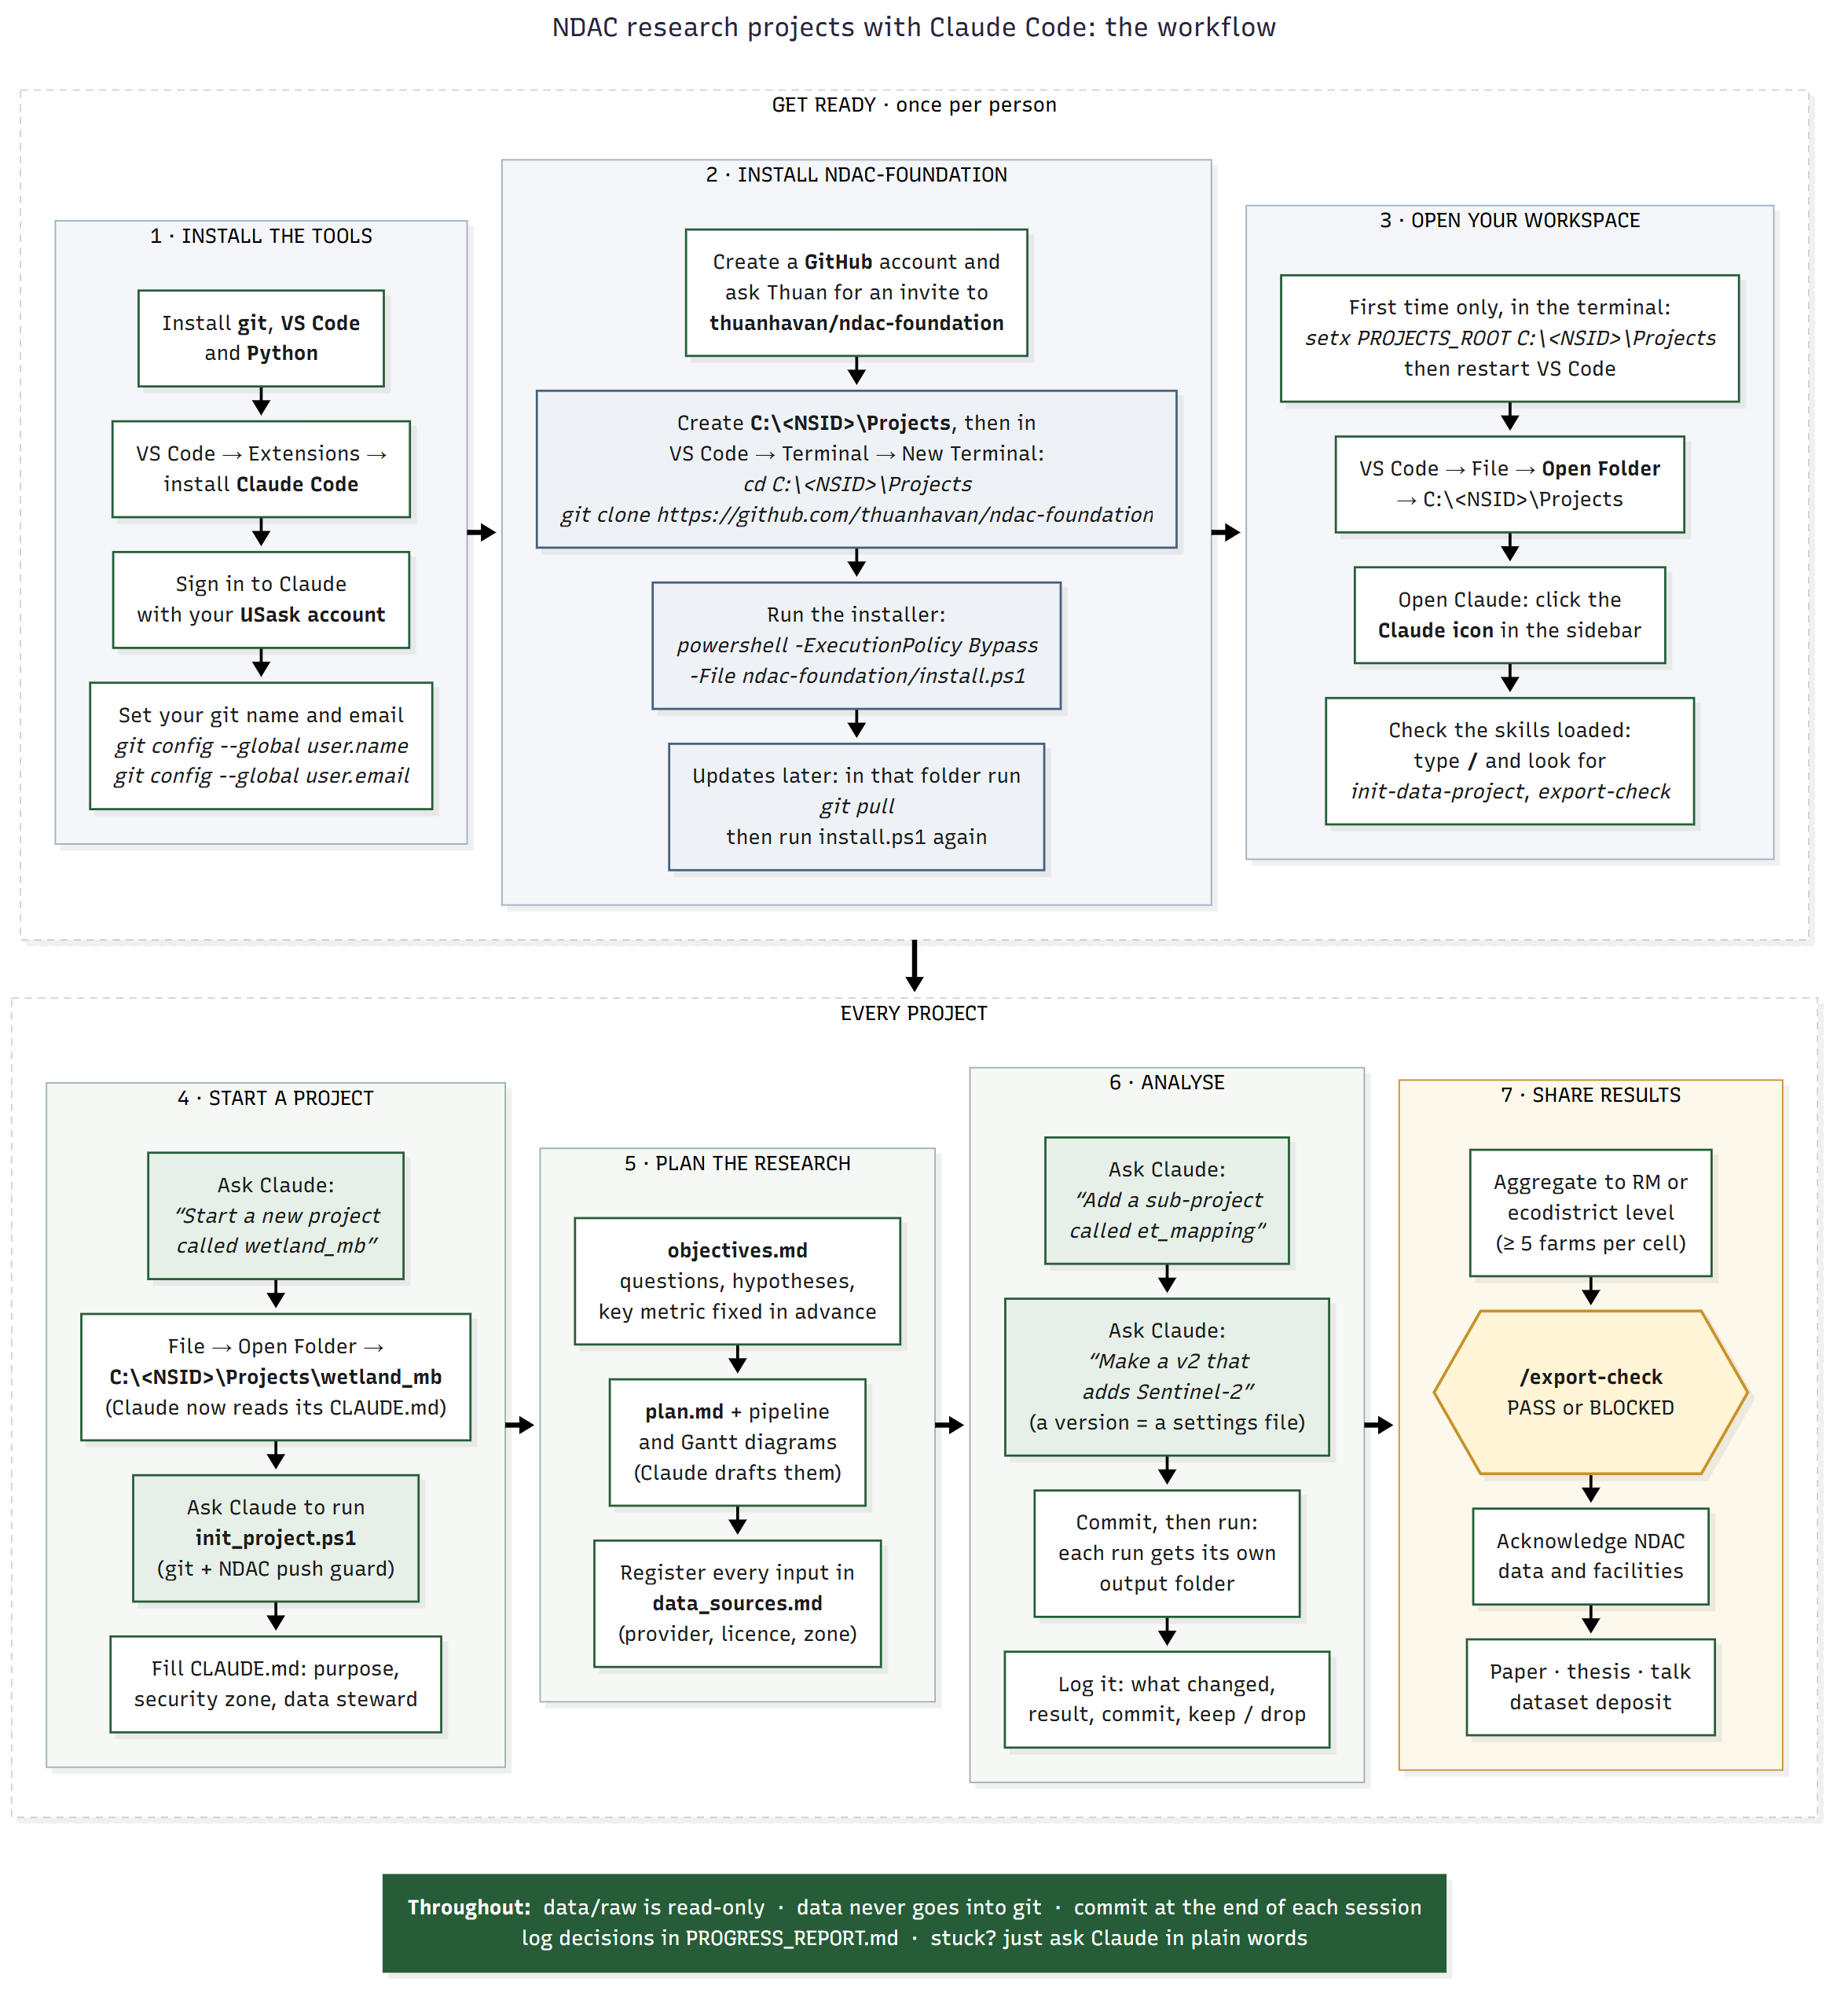 NDAC research projects with Claude Code: the workflow
GET READY · once per person
1 · INSTALL THE TOOLS
Install git, VS Code
and Python
VS Code → Extensions →
install Claude Code
Sign in to Claude
with your USask account
Set your git name and email
git config --global user.name
git config --global user.email
2 · INSTALL NDAC-FOUNDATION
Create a GitHub account and
ask Thuan for an invite to
thuanhavan/ndac-foundation
Create C:\<NSID>\Projects, then in
VS Code → Terminal → New Terminal:
cd C:\<NSID>\Projects
git clone https://github.com/thuanhavan/ndac-foundation
Run the installer:
powershell -ExecutionPolicy Bypass
-File ndac-foundation/install.ps1
Updates later: in that folder run
git pull
then run install.ps1 again
3 · OPEN YOUR WORKSPACE
First time only, in the terminal:
setx PROJECTS_ROOT C:\<NSID>\Projects
then restart VS Code
VS Code → File → Open Folder
→ C:\<NSID>\Projects
Open Claude: click the
Claude icon in the sidebar
Check the skills loaded:
type / and look for
init-data-project, export-check
EVERY PROJECT
4 · START A PROJECT
Ask Claude:
“Start a new project
called wetland_mb”
File → Open Folder →
C:\<NSID>\Projects\wetland_mb
(Claude now reads its CLAUDE.md)
Ask Claude to run
init_project.ps1
(git + NDAC push guard)
Fill CLAUDE.md: purpose,
security zone, data steward
5 · PLAN THE RESEARCH
objectives.md
questions, hypotheses,
key metric fixed in advance
plan.md + pipeline
and Gantt diagrams
(Claude drafts them)
Register every input in
data_sources.md
(provider, licence, zone)
6 · ANALYSE
Ask Claude:
“Add a sub-project
called et_mapping”
Ask Claude:
“Make a v2 that
adds Sentinel-2”
(a version = a settings file)
Commit, then run:
each run gets its own
output folder
Log it: what changed,
result, commit, keep / drop
7 · SHARE RESULTS
Aggregate to RM or
ecodistrict level
(≥ 5 farms per cell)
/export-check
PASS or BLOCKED
Acknowledge NDAC
data and facilities
Paper · thesis · talk
dataset deposit
Throughout: data/raw is read-only · data never goes into git · commit at the end of each session
log decisions in PROGRESS_REPORT.md · stuck? just ask Claude in plain words